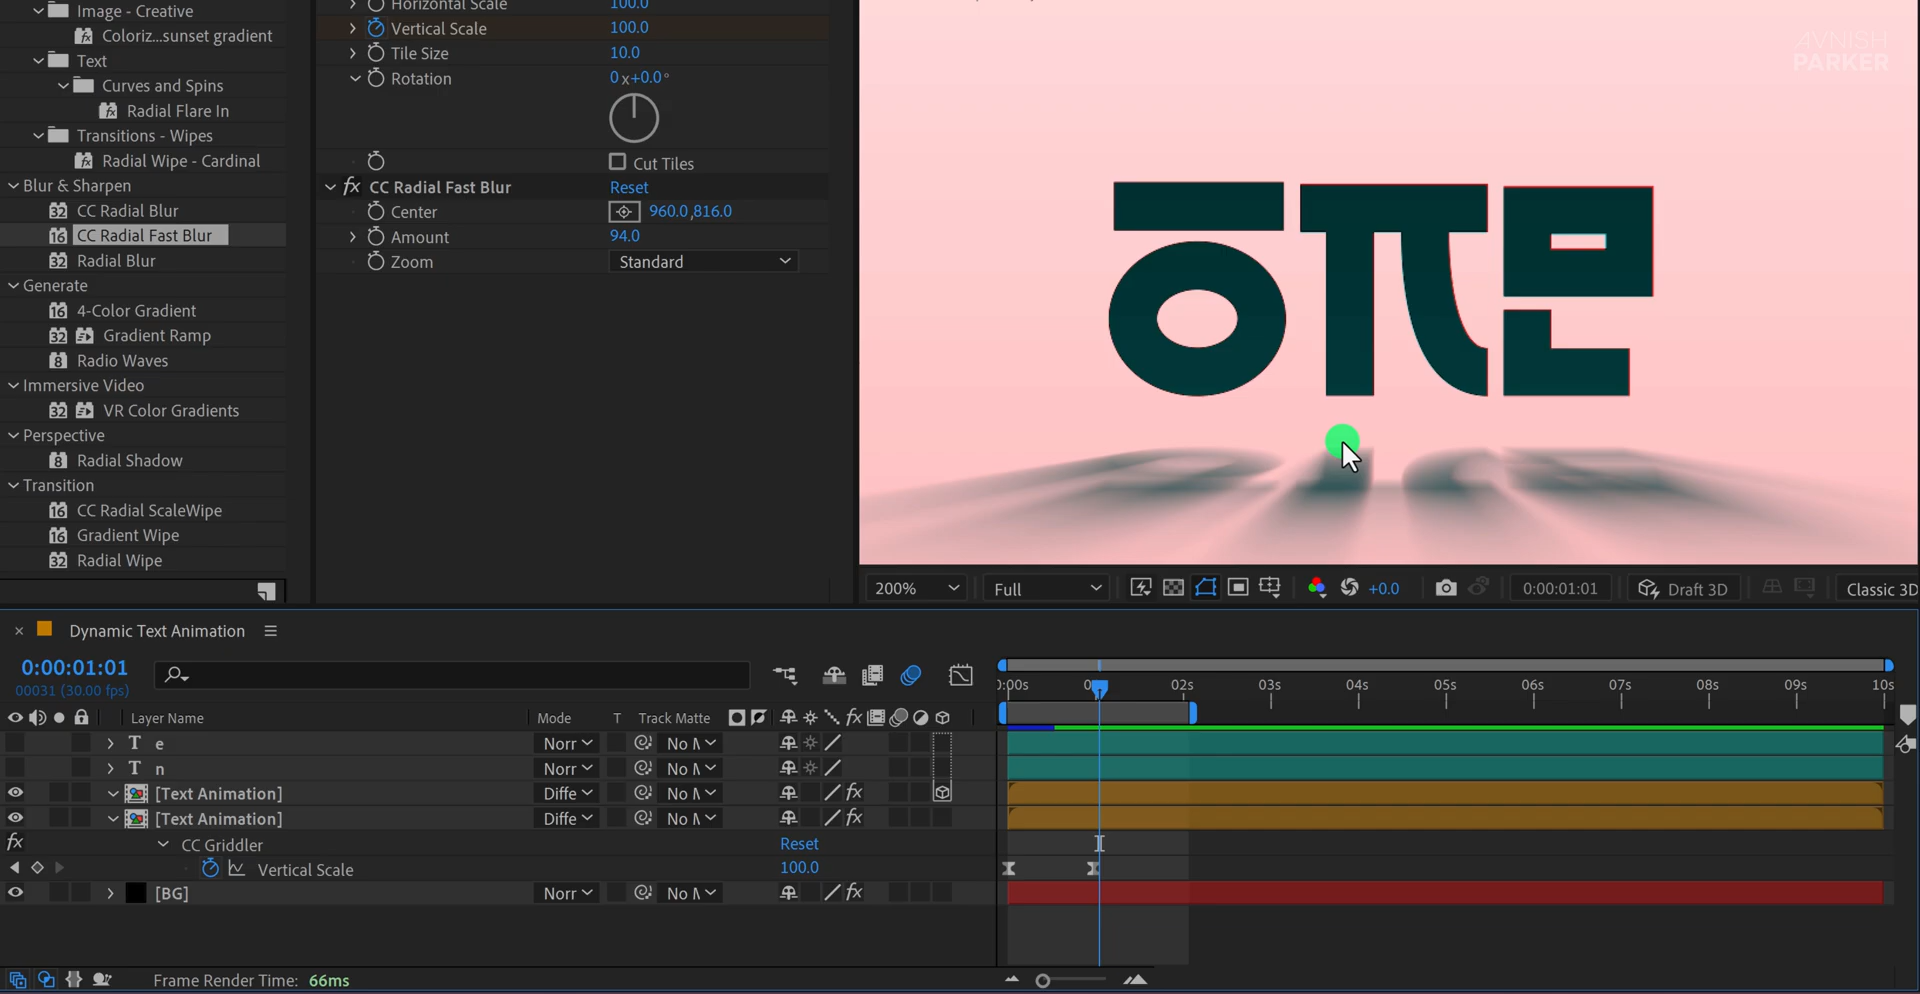 Image - Creative
Coloriz...sunset gradient
Text
Curves and Spins
Radial Flare In
Transitions - Wipes
Radial Wipe - Cardinal
Blur & Sharpen
CC Radial Blur
CC Radial Fast Blur
Radial Blur
Generate
4-Color Gradient
Gradient Ramp
Radio Waves
Immersive Video
VR Color Gradients
Perspective
Radial Shadow
Transition
CC Radial ScaleWipe
Gradient Wipe
Radial Wipe
Horizontal Scale 100.0
Vertical Scale 100.0
Tile Size 10.0
Rotation 0 x+0.0°
Cut Tiles
fx CC Radial Fast Blur Reset
Center 960.0,816.0
Amount 94.0
Zoom Standard
AVNISH
PARKER
200% Full +0.0 0:00:01:01 Draft 3D Classic 3D
× Dynamic Text Animation
0:00:01:01
00031 (30.00 fps)
):00s 0 02s 03s 04s 05s 06s 07s 08s 09s 10s
Layer Name Mode T Track Matte
T e Norr No M
T n Norr No M
[Text Animation] Diffe No M
[Text Animation] Diffe No M
fx CC Griddler Reset
Vertical Scale 100.0
[BG] Norr No M
Frame Render Time: 66ms